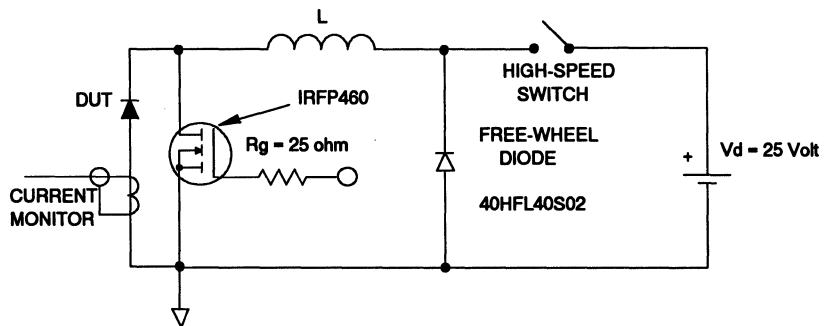 L
HIGH-SPEED
SWITCH
DUT
IRFP460
Rg = 25 ohm
FREE-WHEEL
DIODE
40HFL40S02
+
Vd = 25 Volt
CURRENT
MONITOR